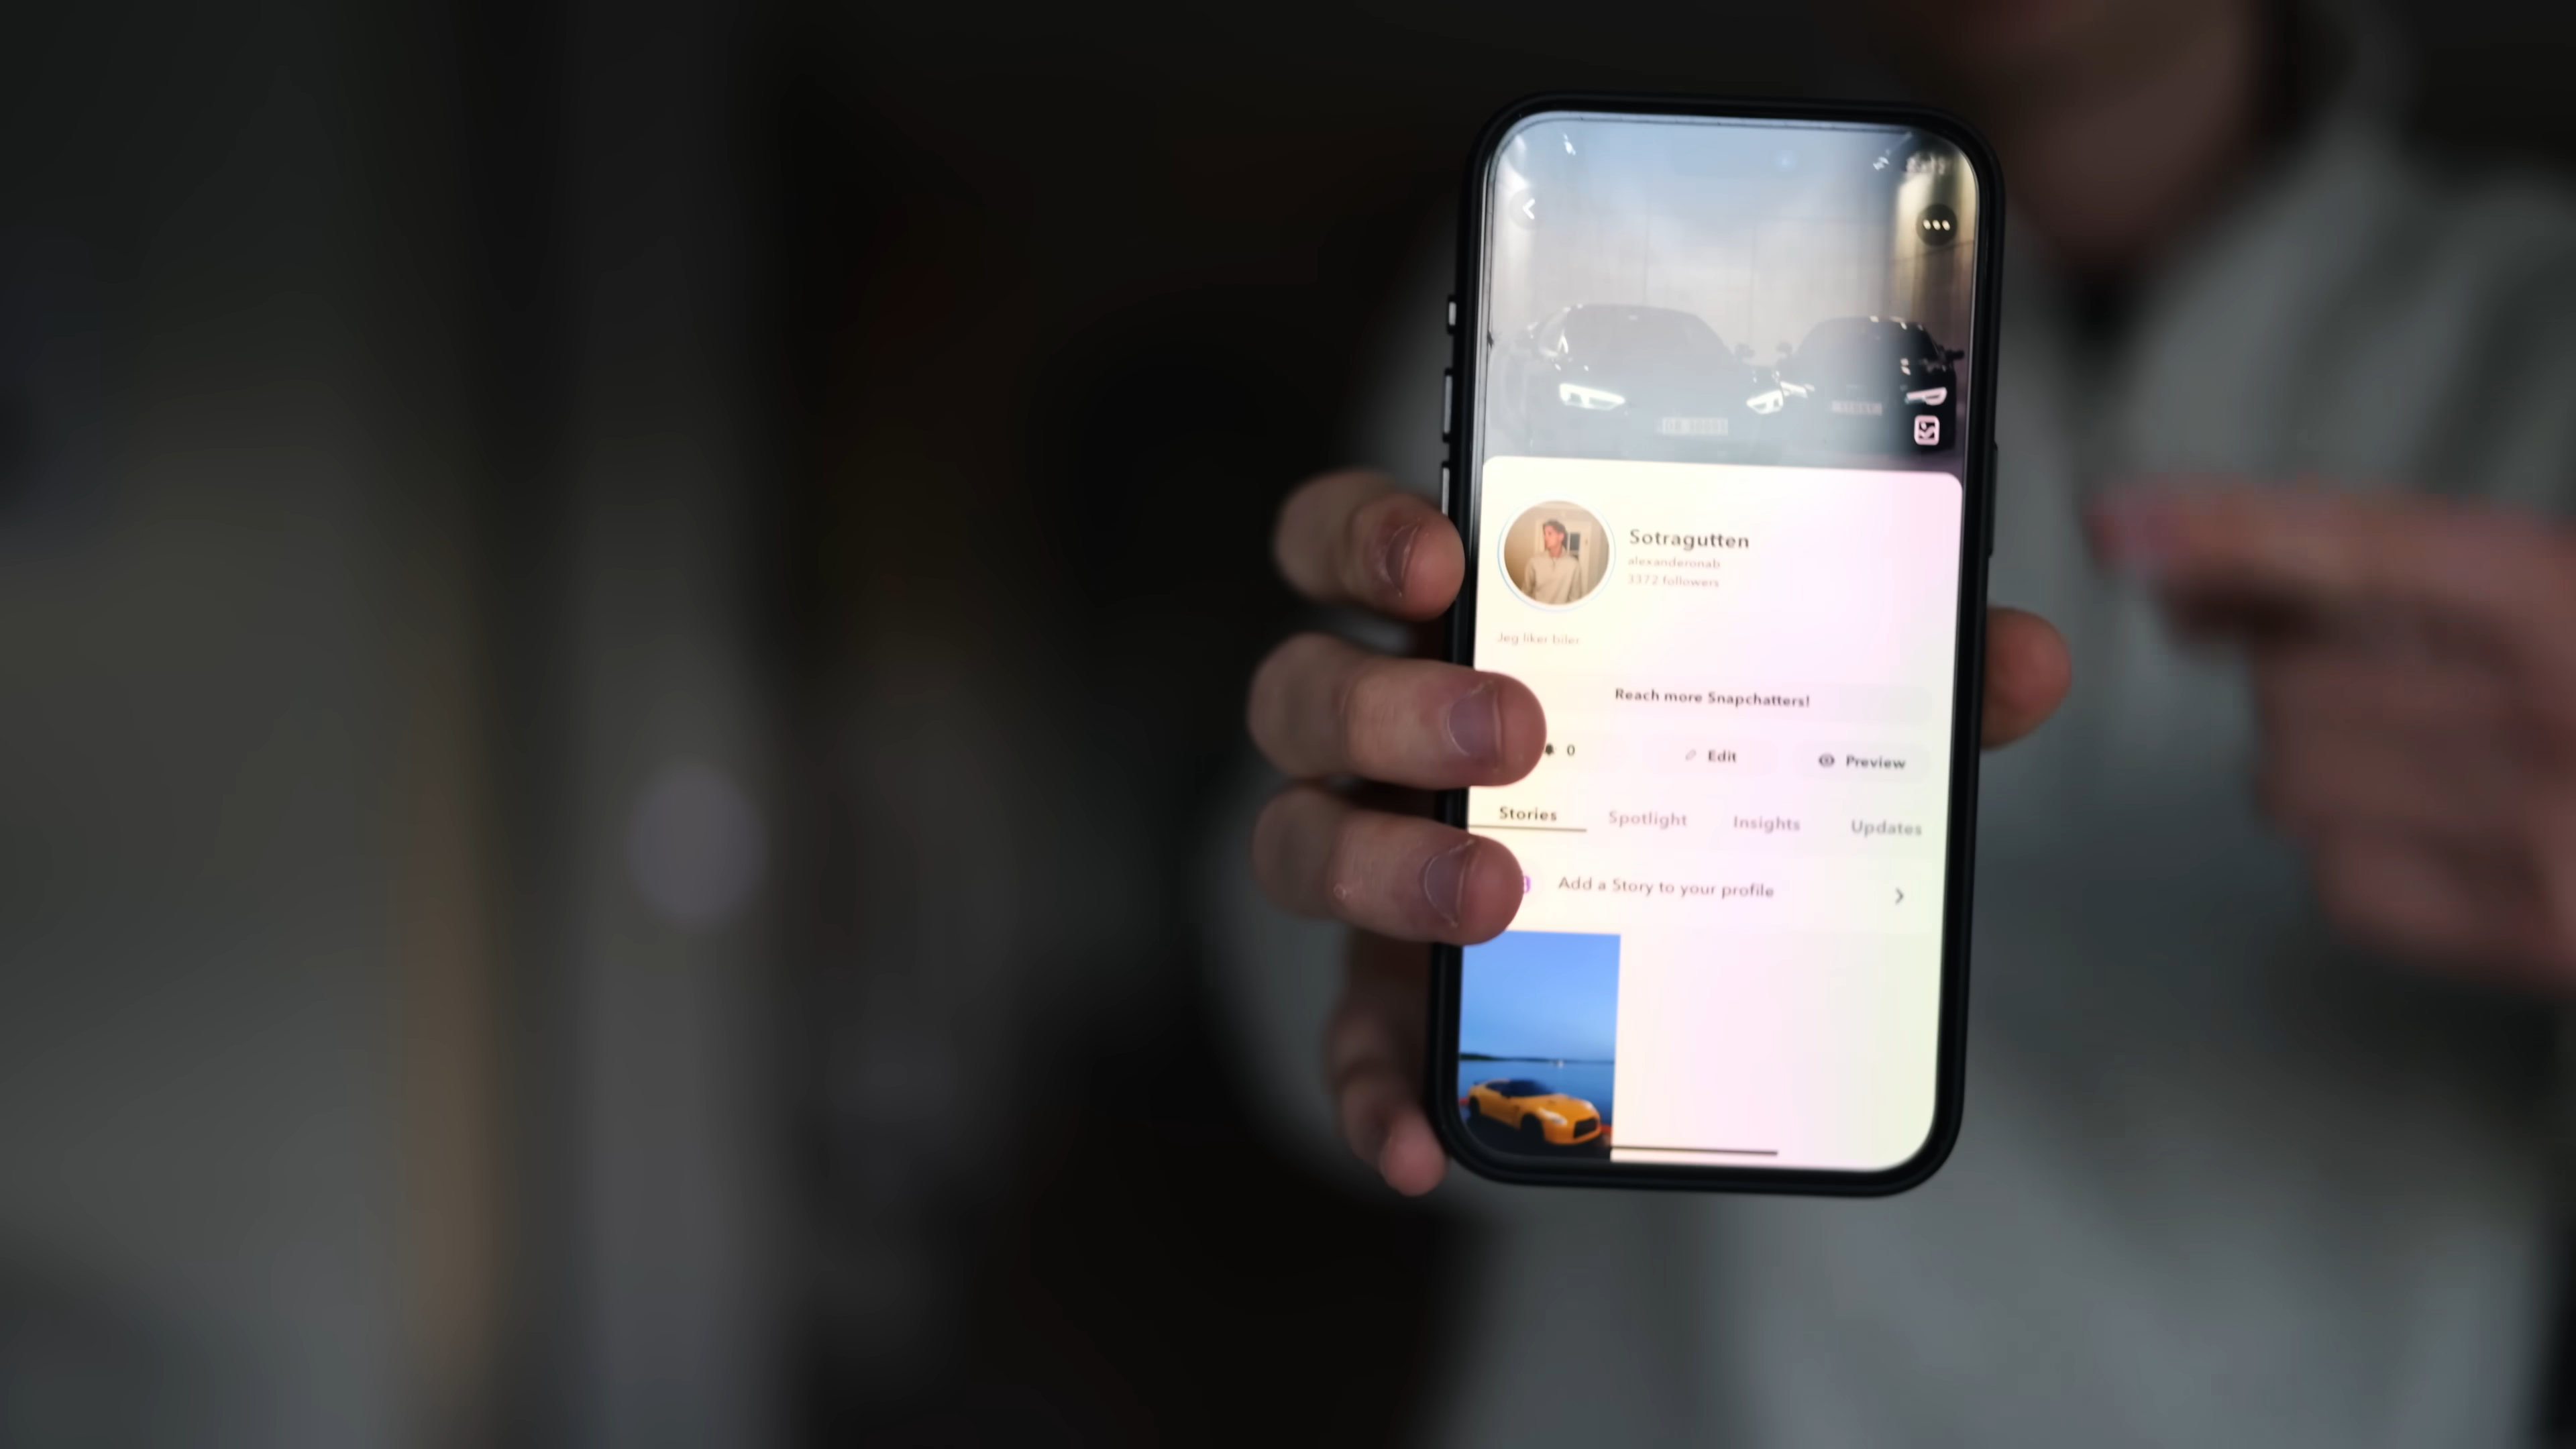 Sotragutten
alexanderonab
3372 followers
Jeg liker biler
Reach more Snapchatters!
0
Edit
Preview
Stories
Spotlight
Insights
Updates
Add a Story to your profile